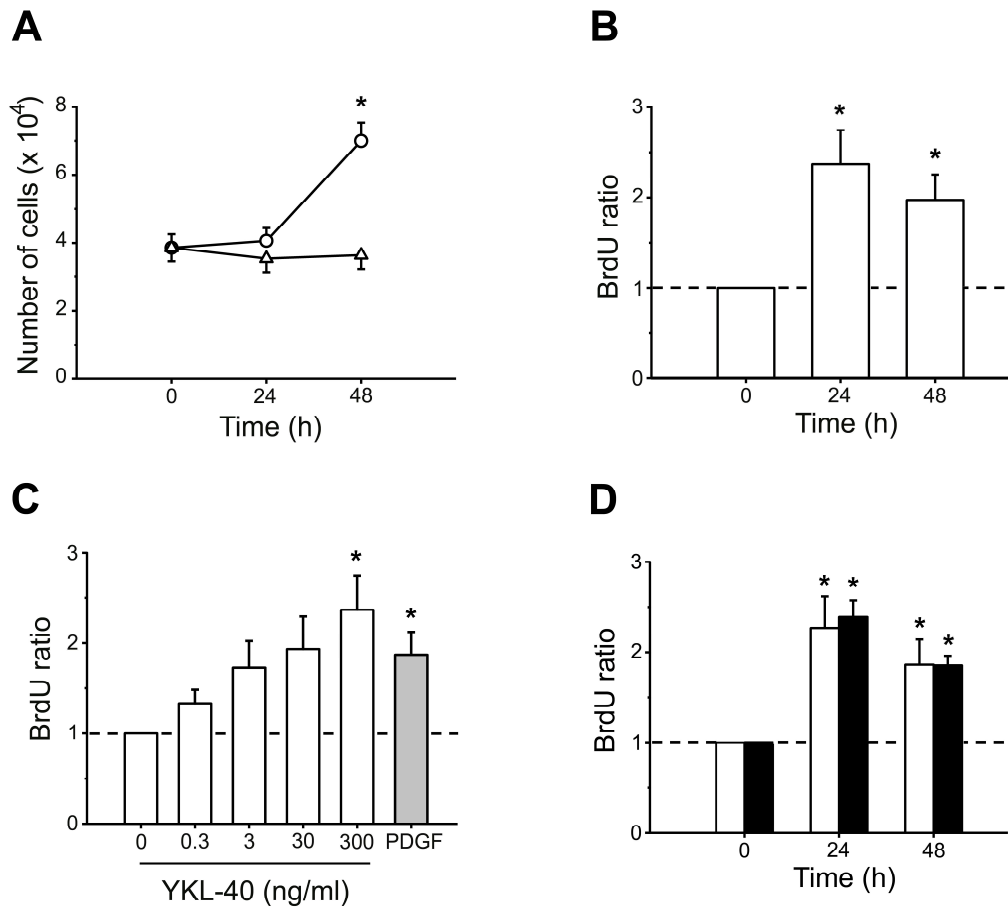 A
Number of cells (x 10⁴)
8
6
4
2
0
*
0 24 48
Time (h)
B
BrdU ratio
3
2
1
0
* *
0 24 48
Time (h)
C
BrdU ratio
3
2
1
0
* *
0 0.3 3 30 300 PDGF
YKL-40 (ng/ml)
D
BrdU ratio
3
2
1
0
* * * *
0 24 48
Time (h)